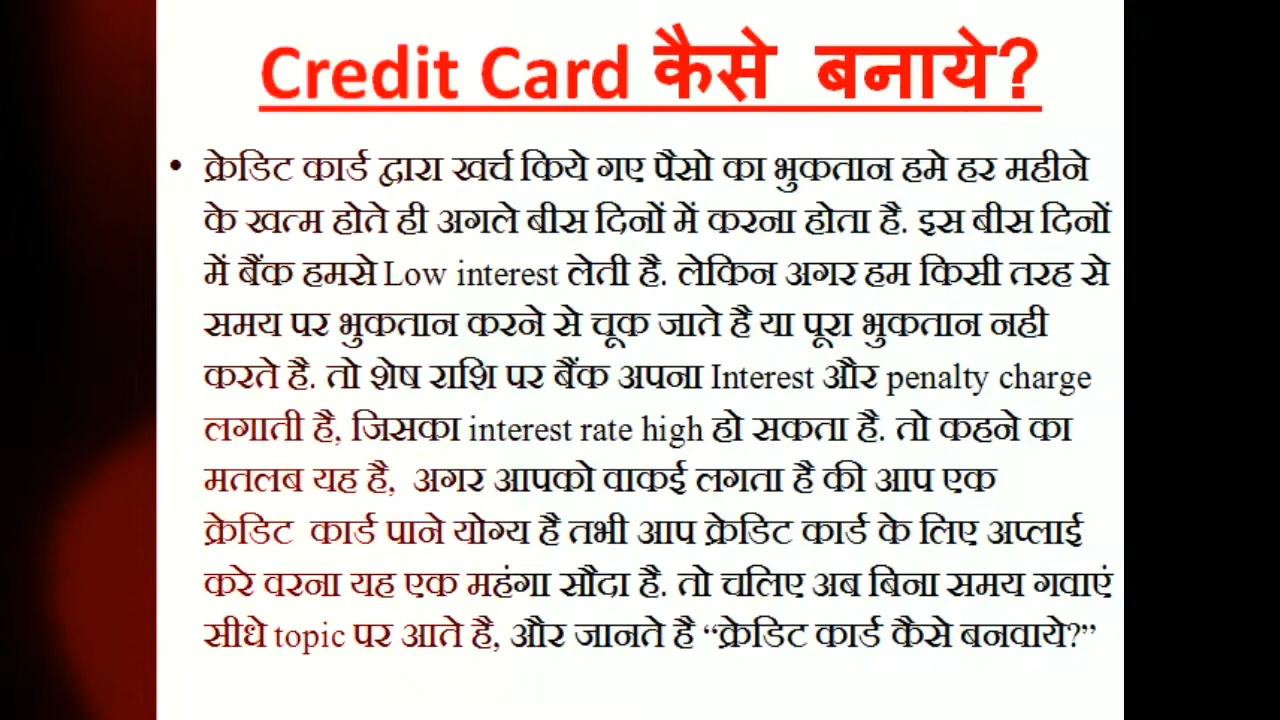 Credit Card कैसे बनाये?
• क्रेडिट कार्ड द्वारा खर्च किये गए पैसो का भुकतान हमे हर महीने
के खत्म होते ही अगले बीस दिनों में करना होता है. इस बीस दिनों
में बैंक हमसे Low interest लेती है. लेकिन अगर हम किसी तरह से
समय पर भुकतान करने से चूक जाते है या पूरा भुकतान नही
करते है. तो शेष राशि पर बैंक अपना Interest और penalty charge
लगाती है, जिसका interest rate high हो सकता है. तो कहने का
मतलब यह है, अगर आपको वाकई लगता है की आप एक
क्रेडिट कार्ड पाने योग्य है तभी आप क्रेडिट कार्ड के लिए अप्लाई
करे वरना यह एक महंगा सौदा है. तो चलिए अब बिना समय गवाएं
सीधे topic पर आते है, और जानते है “क्रेडिट कार्ड कैसे बनवाये?”